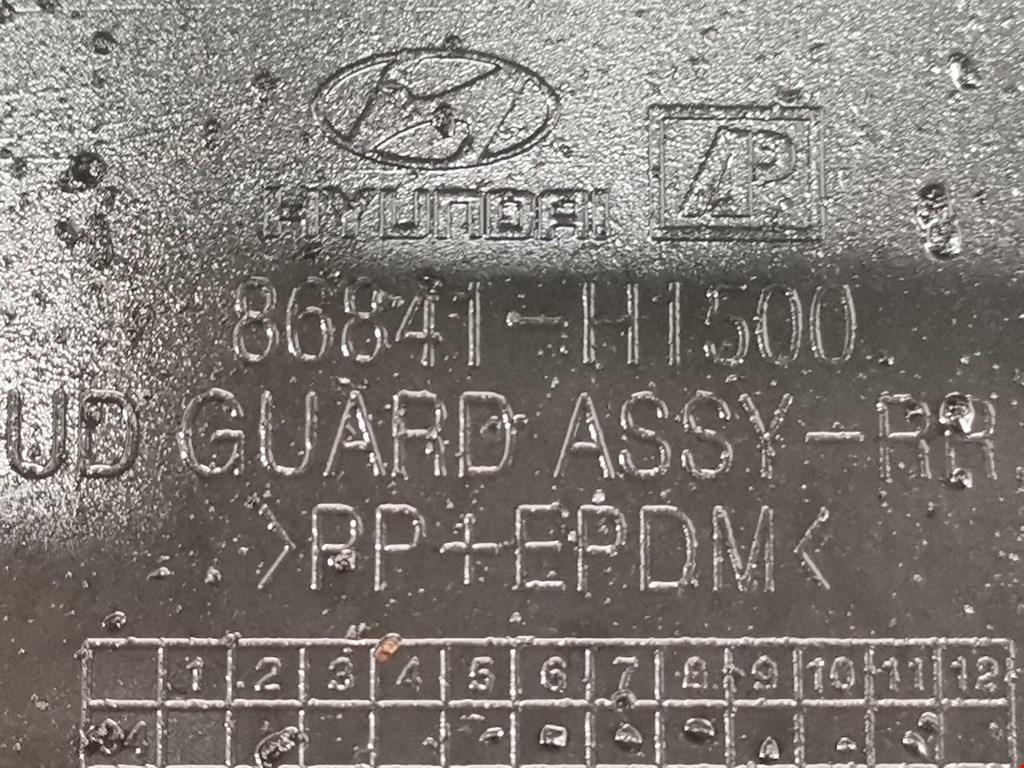 HYUNDAI AP
86841-H1500
UD GUARD ASSY-RR
>PP+EPDM<
1 2 3 4 5 6 7 8 9 10 11 12